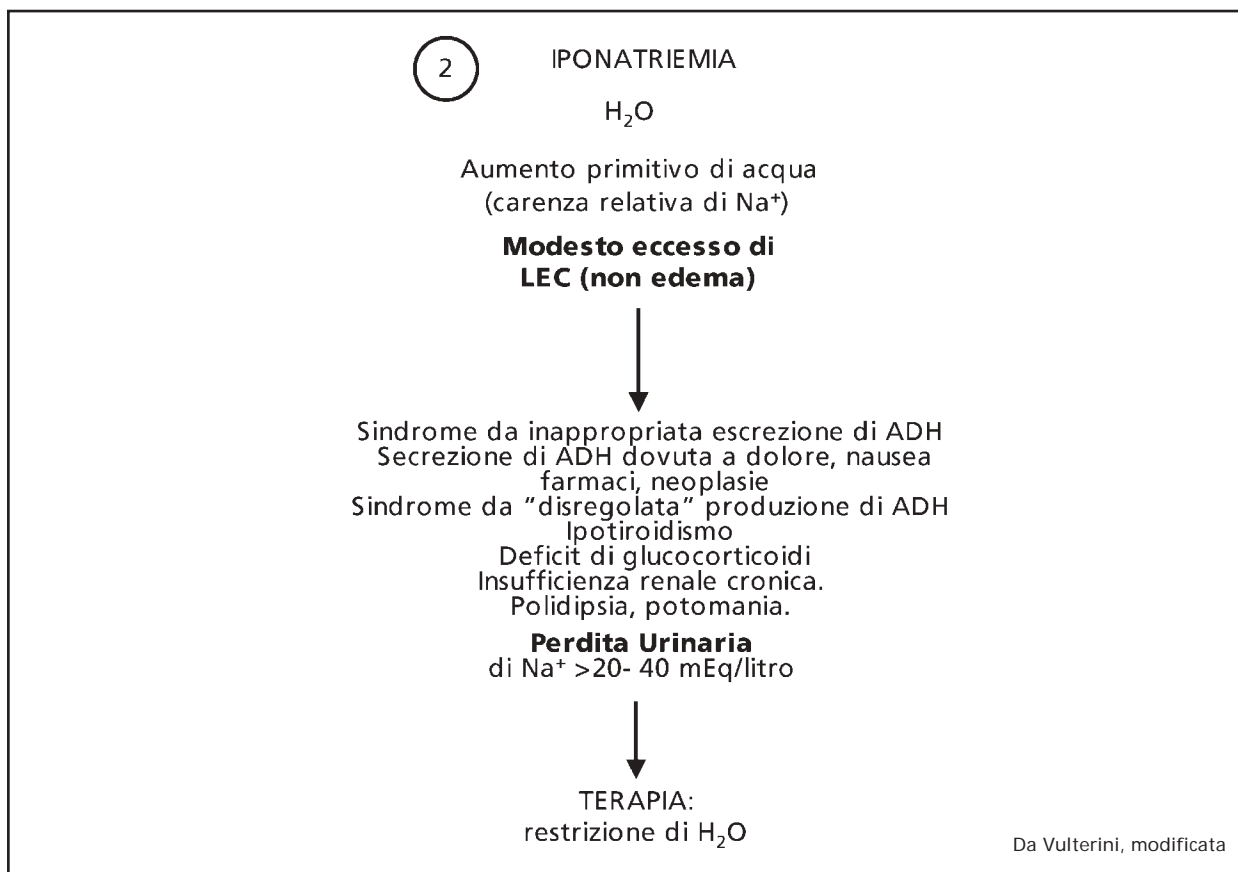 2
IPONATRIEMIA
H₂O
Aumento primitivo di acqua
(carenza relativa di Na⁺)
Modesto eccesso di
LEC (non edema)
Sindrome da inappropriata escrezione di ADH
Secrezione di ADH dovuta a dolore, nausea
farmaci, neoplasie
Sindrome da “disregolata” produzione di ADH
Ipotiroidismo
Deficit di glucocorticoidi
Insufficienza renale cronica.
Polidipsia, potomania.
Perdita Urinaria
di Na⁺ >20- 40 mEq/litro
TERAPIA:
restrizione di H₂O
Da Vulterini, modificata